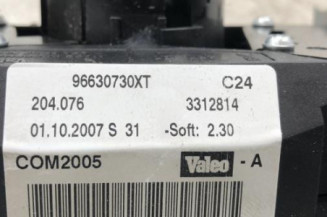 96630730XT C24
204.076 3312814
01.10.2007 S 31 -Soft: 2.30
COM2005 Valeo - A